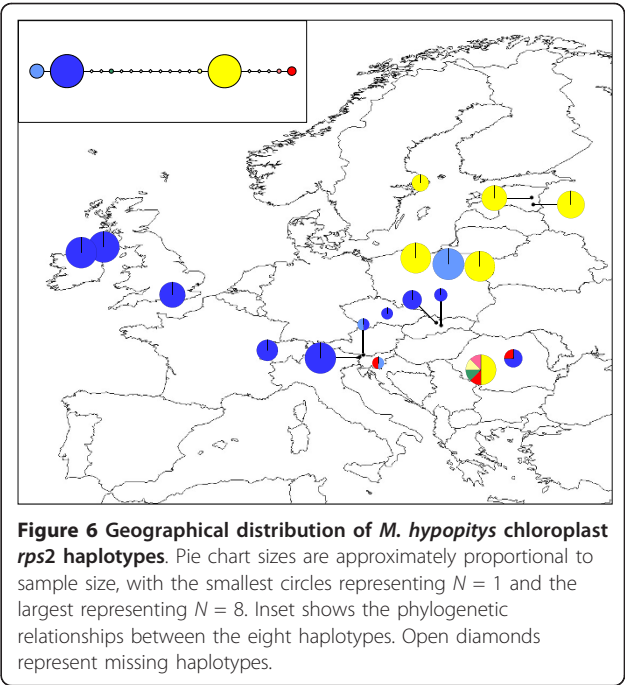 Figure 6 Geographical distribution of M. hypopitys chloroplast
rps2 haplotypes. Pie chart sizes are approximately proportional to
sample size, with the smallest circles representing N = 1 and the
largest representing N = 8. Inset shows the phylogenetic
relationships between the eight haplotypes. Open diamonds
represent missing haplotypes.